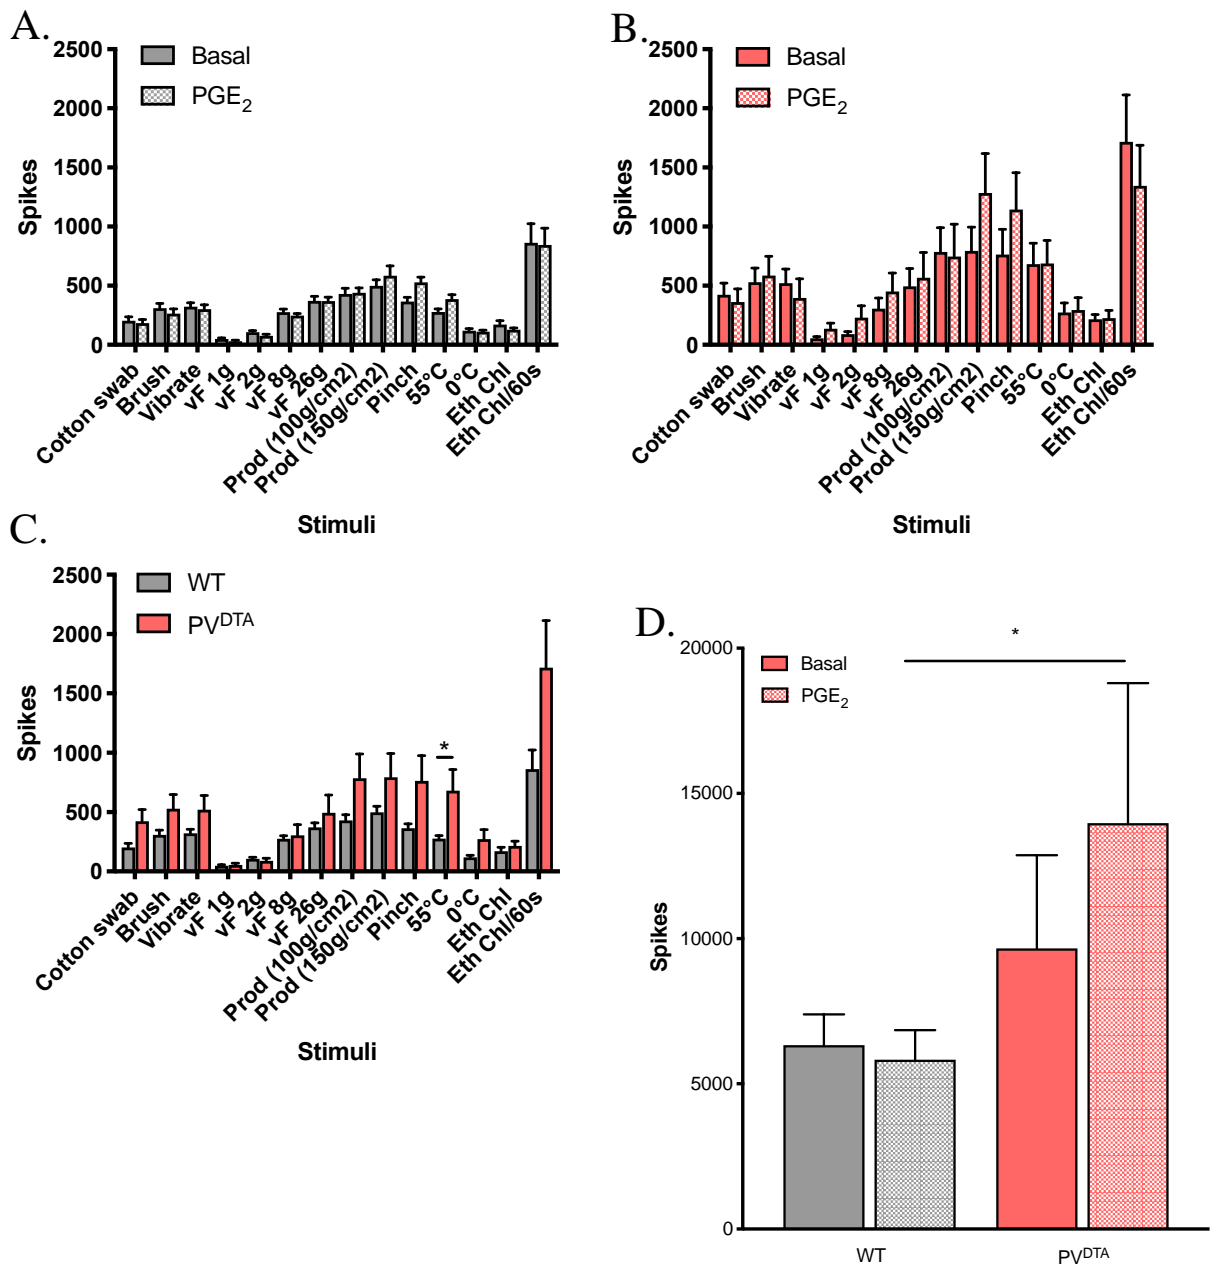 A.
2500
2000
1500
1000
500
0
Spikes
Basal
PGE2
Cotton swab
Brush
Vibrate
vF 1g
vF 2g
vF 8g
vF 26g
Prod (100g/cm2)
Prod (150g/cm2)
Pinch
55°C
0°C
Eth Chl
Eth Chl/60s
Stimuli
B.
2500
2000
1500
1000
500
0
Spikes
Basal
PGE2
Cotton swab
Brush
Vibrate
vF 1g
vF 2g
vF 8g
vF 26g
Prod (100g/cm2)
Prod (150g/cm2)
Pinch
55°C
0°C
Eth Chl
Eth Chl/60s
Stimuli
C.
2500
2000
1500
1000
500
0
Spikes
WT
PVDTA
*
Cotton swab
Brush
Vibrate
vF 1g
vF 2g
vF 8g
vF 26g
Prod (100g/cm2)
Prod (150g/cm2)
Pinch
55°C
0°C
Eth Chl
Eth Chl/60s
Stimuli
D.
20000
15000
10000
5000
0
Spikes
Basal
PGE2
*
WT
PVDTA